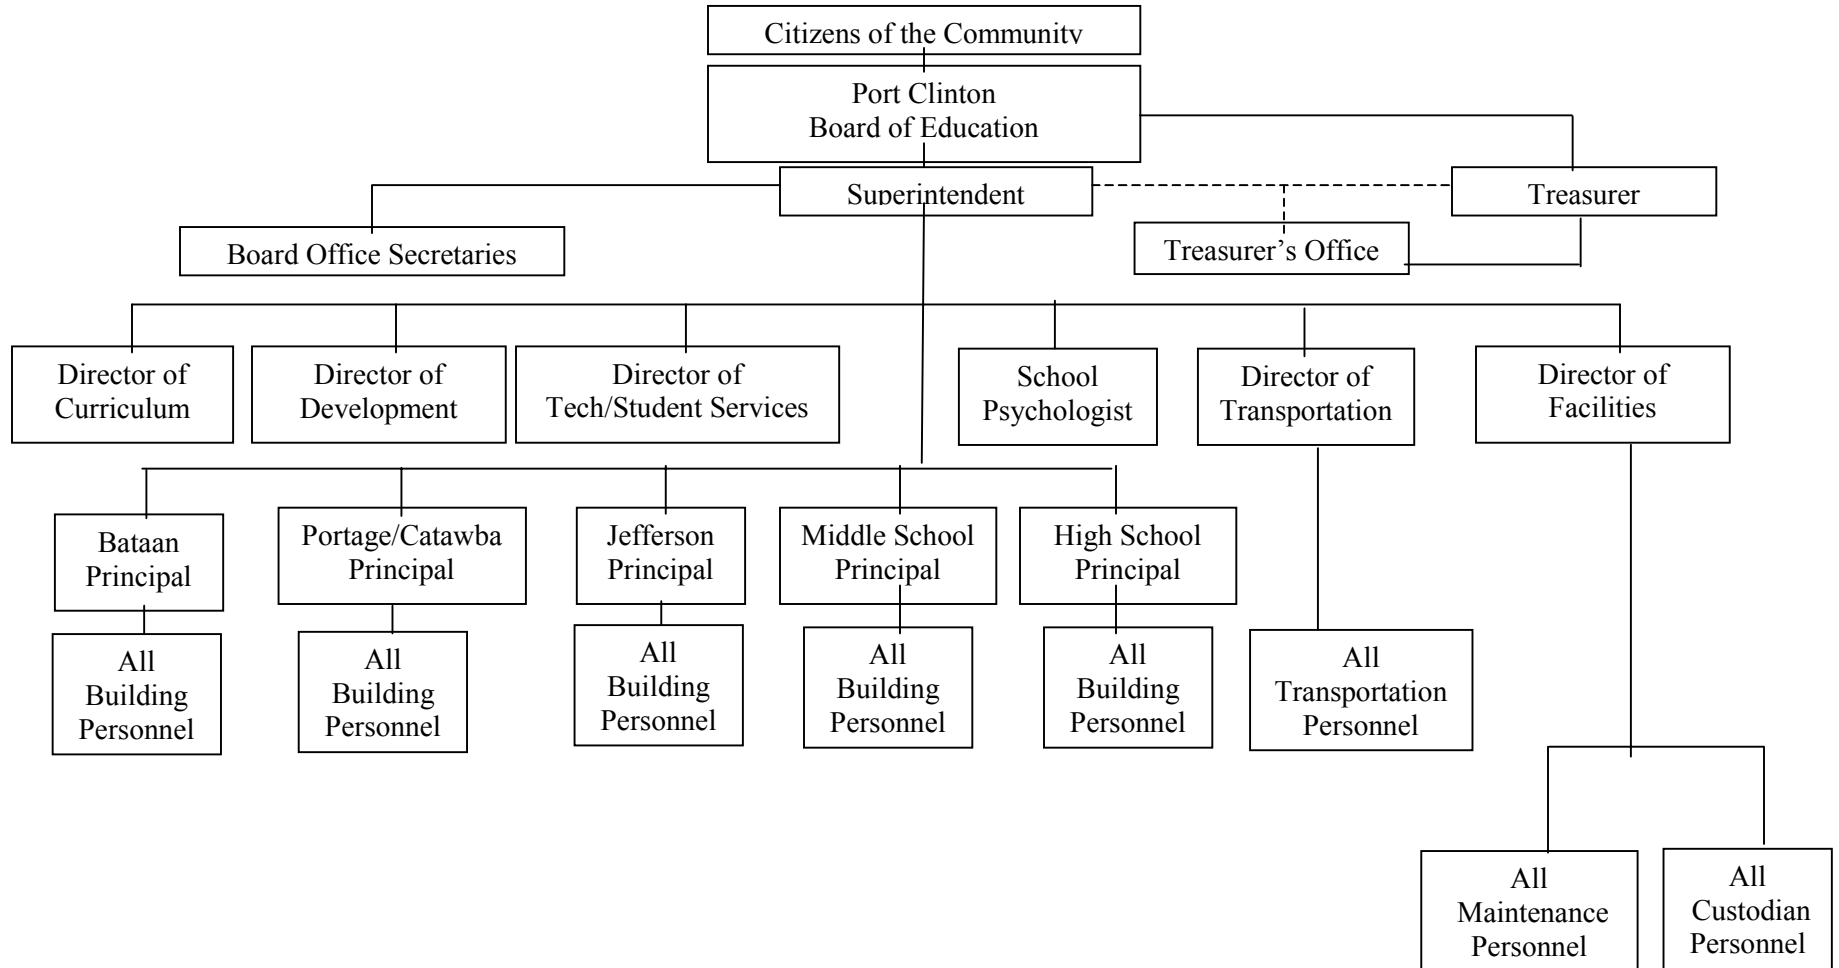 Citizens of the Community
Port Clinton
Board of Education
Superintendent
Treasurer
Board Office Secretaries
Treasurer’s Office
Director of
Curriculum
Director of
Development
Director of
Tech/Student Services
School
Psychologist
Director of
Transportation
Director of
Facilities
Bataan
Principal
Portage/Catawba
Principal
Jefferson
Principal
Middle School
Principal
High School
Principal
All
Building
Personnel
All
Building
Personnel
All
Building
Personnel
All
Building
Personnel
All
Building
Personnel
All
Transportation
Personnel
All
Maintenance
Personnel
All
Custodian
Personnel